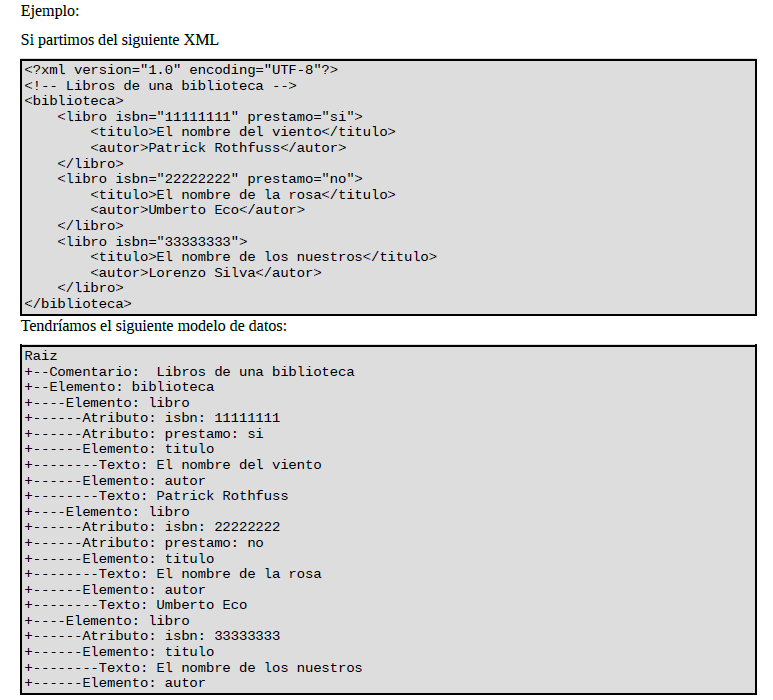 Ejemplo:
Si partimos del siguiente XML
<?xml version="1.0" encoding="UTF-8"?>
<!-- Libros de una biblioteca -->
<biblioteca>
    <libro isbn="11111111" prestamo="si">
        <titulo>El nombre del viento</titulo>
        <autor>Patrick Rothfuss</autor>
    </libro>
    <libro isbn="22222222" prestamo="no">
        <titulo>El nombre de la rosa</titulo>
        <autor>Umberto Eco</autor>
    </libro>
    <libro isbn="33333333">
        <titulo>El nombre de los nuestros</titulo>
        <autor>Lorenzo Silva</autor>
    </libro>
</biblioteca>
Tendríamos el siguiente modelo de datos:
Raiz
+--Comentario:  Libros de una biblioteca
+--Elemento: biblioteca
+----Elemento: libro
+------Atributo: isbn: 11111111
+------Atributo: prestamo: si
+------Elemento: titulo
+--------Texto: El nombre del viento
+------Elemento: autor
+--------Texto: Patrick Rothfuss
+----Elemento: libro
+------Atributo: isbn: 22222222
+------Atributo: prestamo: no
+------Elemento: titulo
+--------Texto: El nombre de la rosa
+------Elemento: autor
+--------Texto: Umberto Eco
+----Elemento: libro
+------Atributo: isbn: 33333333
+------Elemento: titulo
+--------Texto: El nombre de los nuestros
+------Elemento: autor